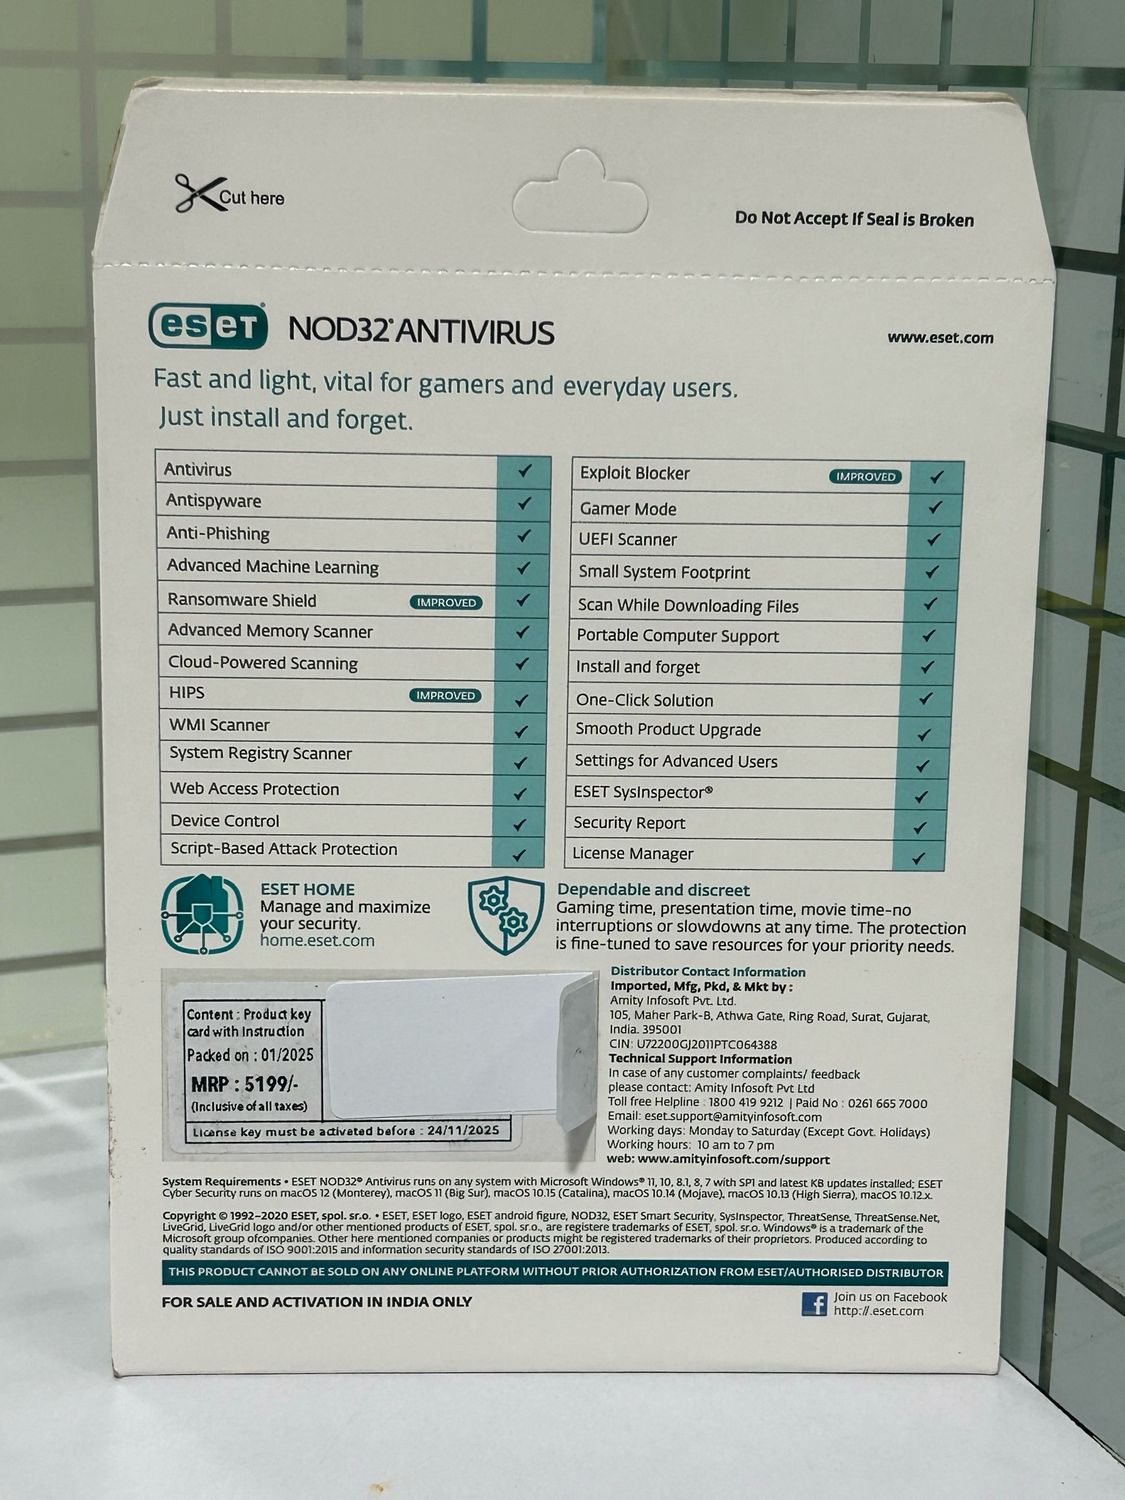 Cut here
Do Not Accept If Seal is Broken
eseT® NOD32® ANTIVIRUS
www.eset.com
Fast and light, vital for gamers and everyday users.
Just install and forget.
Antivirus ✓
Antispyware ✓
Anti-Phishing ✓
Advanced Machine Learning ✓
Ransomware Shield IMPROVED ✓
Advanced Memory Scanner ✓
Cloud-Powered Scanning ✓
HIPS IMPROVED ✓
WMI Scanner ✓
System Registry Scanner ✓
Web Access Protection ✓
Device Control ✓
Script-Based Attack Protection ✓
Exploit Blocker IMPROVED ✓
Gamer Mode ✓
UEFI Scanner ✓
Small System Footprint ✓
Scan While Downloading Files ✓
Portable Computer Support ✓
Install and forget ✓
One-Click Solution ✓
Smooth Product Upgrade ✓
Settings for Advanced Users ✓
ESET SysInspector® ✓
Security Report ✓
License Manager ✓
ESET HOME
Manage and maximize
your security.
home.eset.com
Dependable and discreet
Gaming time, presentation time, movie time-no
interruptions or slowdowns at any time. The protection
is fine-tuned to save resources for your priority needs.
Content : Product key
card with Instruction
Packed on : 01/2025
MRP : 5199/-
(Inclusive of all taxes)
License key must be activated before : 24/11/2025
Distributor Contact Information
Imported, Mfg, Pkd, & Mkt by :
Amity Infosoft Pvt. Ltd.
105, Maher Park-B, Athwa Gate, Ring Road, Surat, Gujarat,
India. 395001
CIN: U72200GJ2011PTC064388
Technical Support Information
In case of any customer complaints/ feedback
please contact: Amity Infosoft Pvt Ltd
Toll free Helpline : 1800 419 9212 | Paid No : 0261 665 7000
Email: eset.support@amityinfosoft.com
Working days: Monday to Saturday (Except Govt. Holidays)
Working hours: 10 am to 7 pm
web: www.amityinfosoft.com/support
System Requirements • ESET NOD32® Antivirus runs on any system with Microsoft Windows® 11, 10, 8.1, 8, 7 with SP1 and latest KB updates installed; ESET
Cyber Security runs on macOS 12 (Monterey), macOS 11 (Big Sur), macOS 10.15 (Catalina), macOS 10.14 (Mojave), macOS 10.13 (High Sierra), macOS 10.12.x.
Copyright © 1992-2020 ESET, spol. sr.o. • ESET, ESET logo, ESET android figure, NOD32, ESET Smart Security, SysInspector, ThreatSense, ThreatSense.Net,
LiveGrid, LiveGrid logo and/or other mentioned products of ESET, spol. sr.o., are registere trademarks of ESET, spol. sr.o. Windows® is a trademark of the
Microsoft group ofcompanies. Other here mentioned companies or products might be registered trademarks of their proprietors. Produced according to
quality standards of ISO 9001:2015 and information security standards of ISO 27001:2013.
THIS PRODUCT CANNOT BE SOLD ON ANY ONLINE PLATFORM WITHOUT PRIOR AUTHORIZATION FROM ESET/AUTHORISED DISTRIBUTOR
FOR SALE AND ACTIVATION IN INDIA ONLY
f Join us on Facebook
http://.eset.com